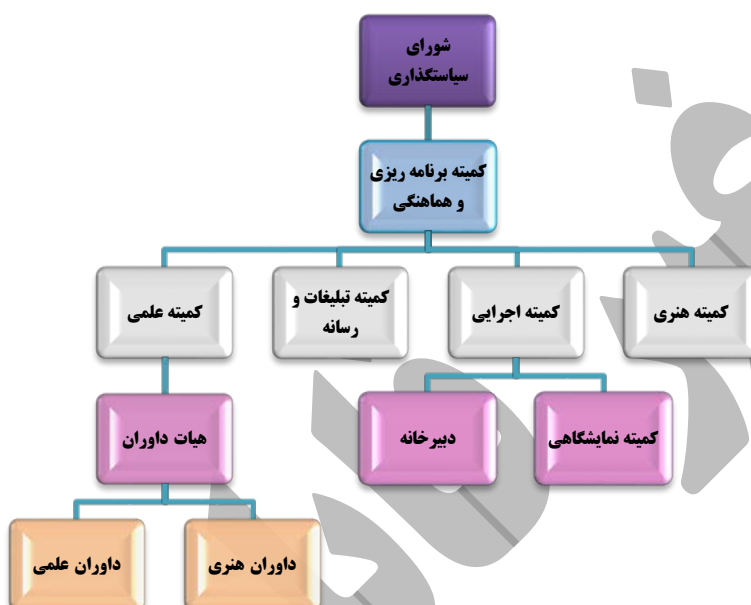 شورای
سیاستگذاری
کمیته برنامه ریزی
و هماهنگی
کمیته هنری
کمیته اجرایی
کمیته تبلیغات و
رسانه
کمیته علمی
کمیته نمایشگاهی
دبیرخانه
هیات داوران
داوران هنری
داوران علمی